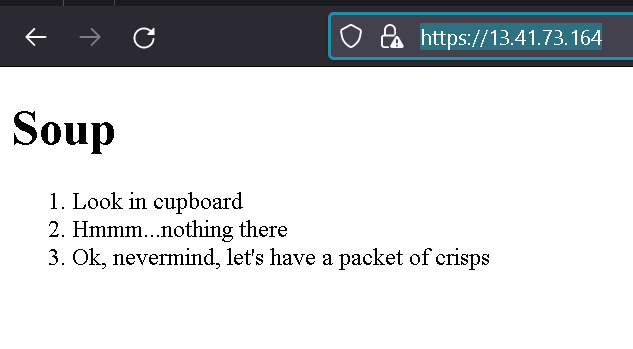 https://13.41.73.164
Soup
1. Look in cupboard
2. Hmmm...nothing there
3. Ok, nevermind, let's have a packet of crisps